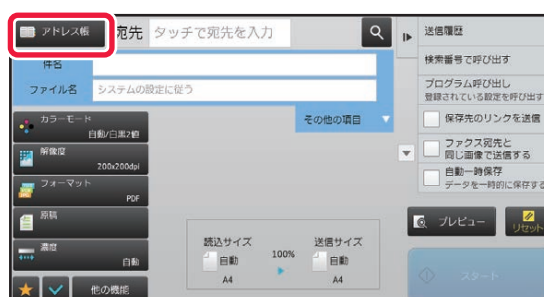 アドレス帳
宛先
タッチで宛先を入力
件名
ファイル名
システムの設定に従う
その他の項目
カラーモード
自動/白黒2値
解像度
200x200dpi
フォーマット
PDF
原稿
濃度
自動
他の機能
読込サイズ
自動
A4
100%
送信サイズ
自動
A4
送信履歴
検索番号で呼び出す
プログラム呼び出し
登録されている設定を呼び出す
保存先のリンクを送信
ファクス宛先と
同じ画像で送信する
自動一時保存
データを一時的に保存する
プレビュー
リセット
スタート